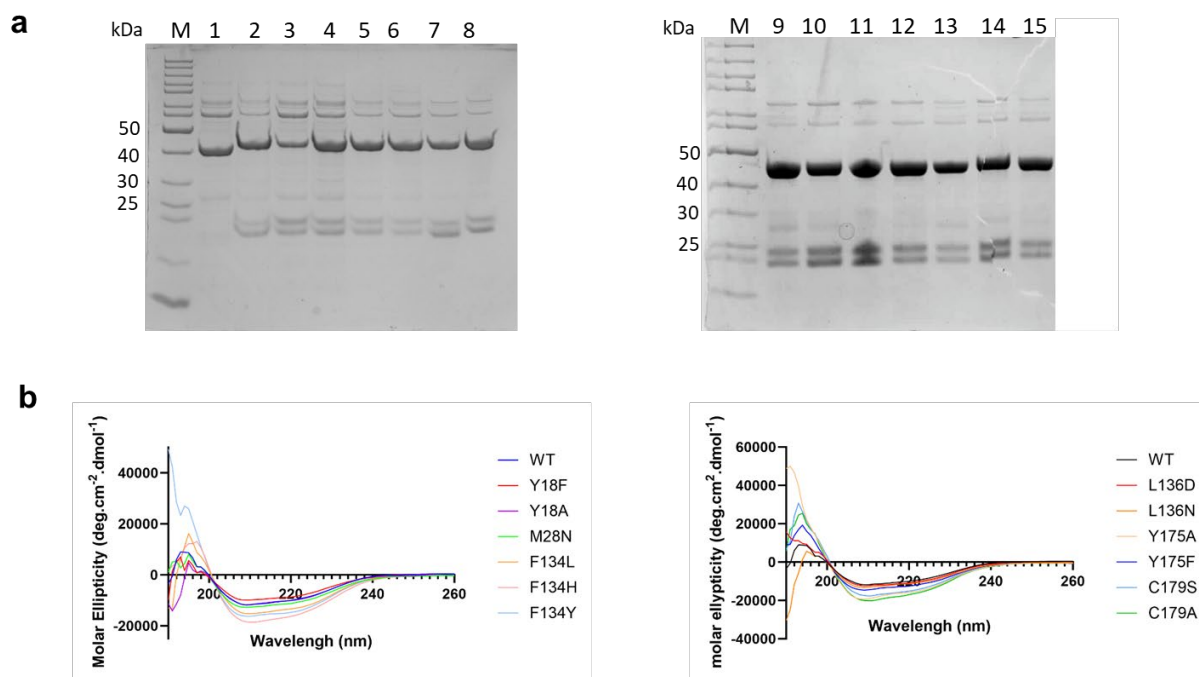 a
kDa M 1 2 3 4 5 6 7 8
50
40
30
25
kDa M 9 10 11 12 13 14 15
50
40
30
25
b
Molar Ellipticity (deg.cm-2.dmol-1)
40000
20000
0
-20000
200 220 240 260
Wavelengh (nm)
WT
Y18F
Y18A
M28N
F134L
F134H
F134Y
molar ellypticity (deg.cm2.dmol-1)
60000
40000
20000
0
-20000
-40000
200 220 240 260
Wavelength (nm)
WT
L136D
L136N
Y175A
Y175F
C179S
C179A